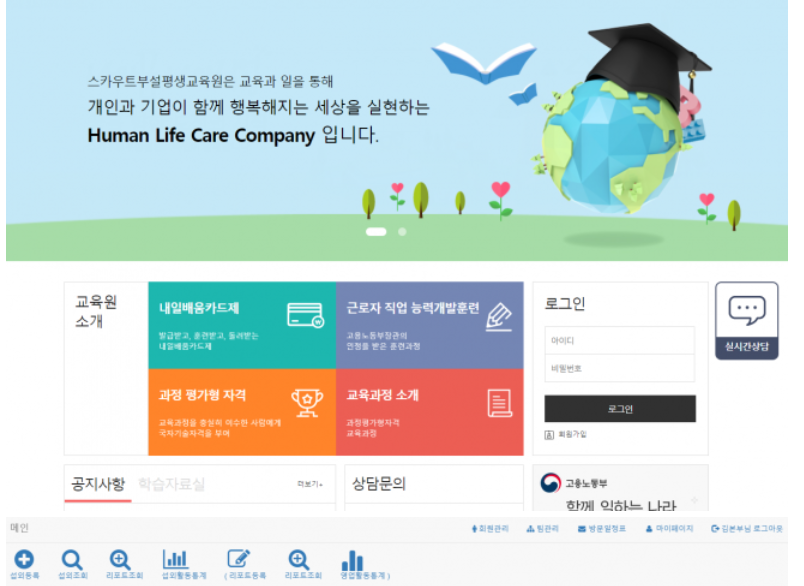 스카우트부설평생교육원은 교육과 일을 통해
개인과 기업이 함께 행복해지는 세상을 실현하는
Human Life Care Company 입니다.
교육원
소개
내일배움카드제
발급받고, 훈련받고, 돌려받는
내일배움카드제
근로자 직업 능력개발훈련
고용노동부장관의
인정을 받은 훈련과정
과정 평가형 자격
교육과정을 충실히 이수한 사람에게
국가기술자격을 부여
교육과정 소개
과정평가형자격
교육과정
로그인
아이디
비밀번호
로그인
회원가입
실시간상담
공지사항 학습자료실 더보기+
상담문의
고용노동부
함께 일하는 나라
메인
회원관리 팀관리 방문일정표 마이페이지 김본부님 로그아웃
섭외등록 섭외조회 리포트조회 섭외활동통계 (리포트등록 리포트조회 영업활동통계)